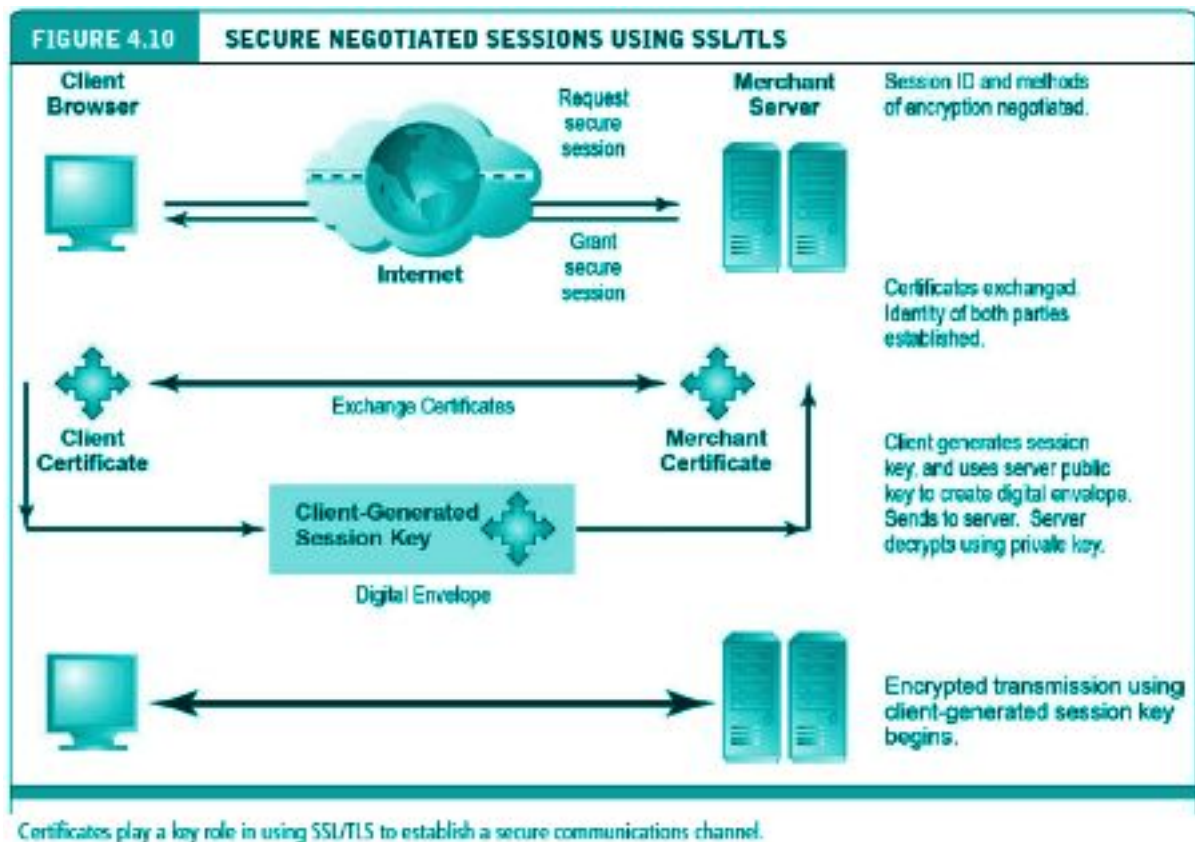 FIGURE 4.10
SECURE NEGOTIATED SESSIONS USING SSL/TLS
Client
Browser
Request
secure
session
Merchant
Server
Session ID and methods
of encryption negotiated.
Grant
secure
session
Internet
Certificates exchanged.
Identity of both parties
established.
Exchange Certificates
Client
Certificate
Merchant
Certificate
Client generates session
key, and uses server public
key to create digital envelope.
Sends to server. Server
decrypts using private key.
Client-Generated
Session Key
Digital Envelope
Encrypted transmission using
client-generated session key
begins.
Certificates play a key role in using SSL/TLS to establish a secure communications channel.